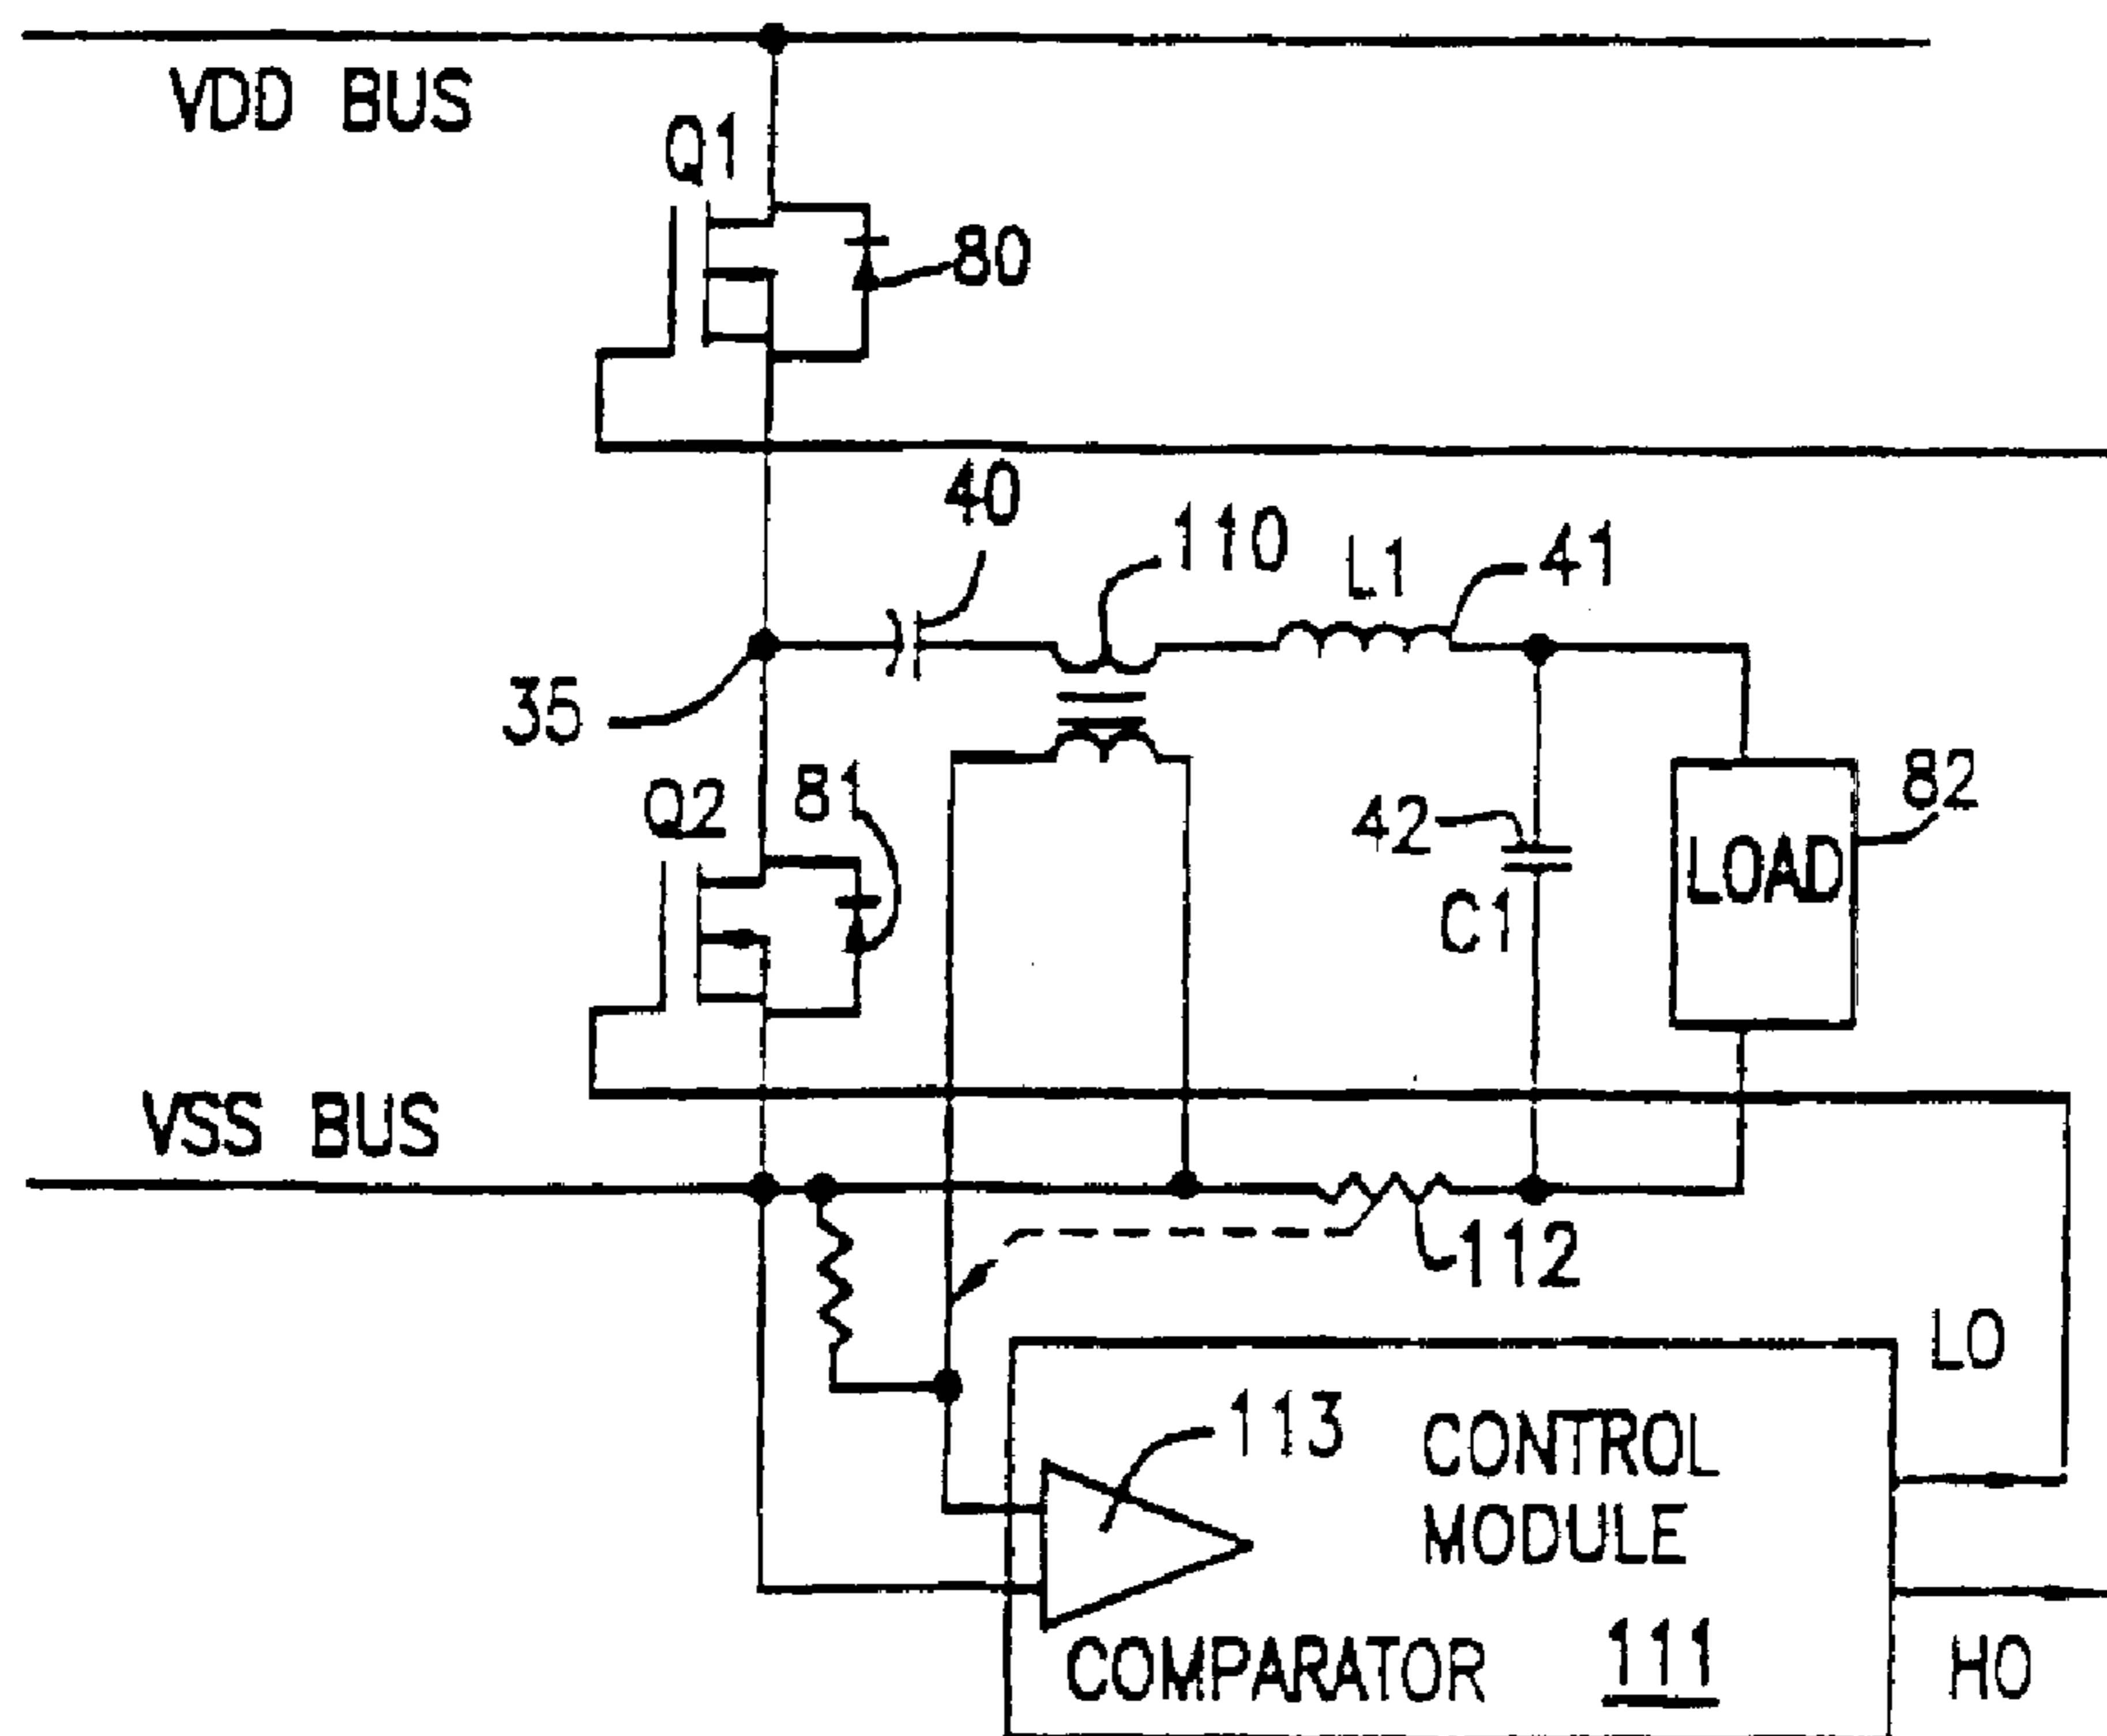 VDD BUS
Q1
80
40
110
L1
41
35
Q2
81
42
C1
LOAD
82
VSS BUS
112
LO
113
CONTROL
MODULE
COMPARATOR
111
HO